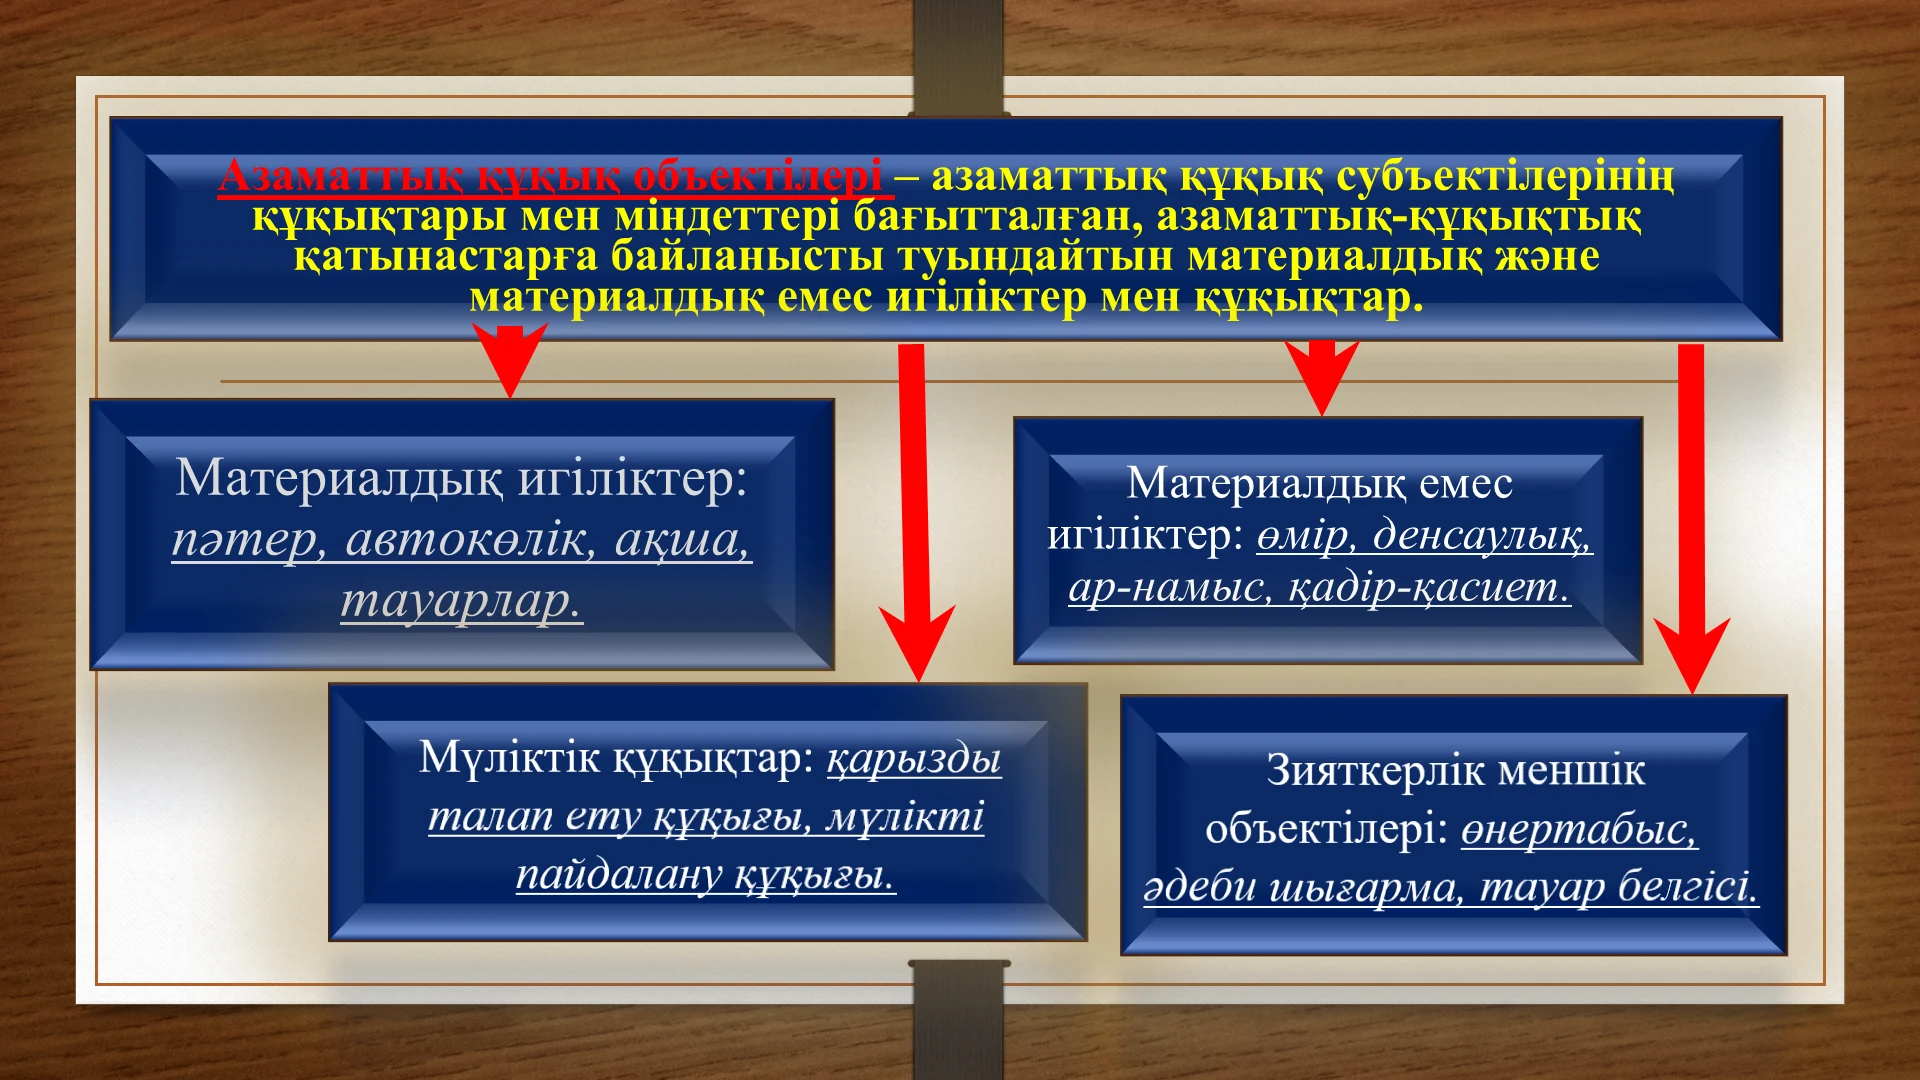 Азаматтық құқық объектілері – азаматтық құқық субъектілерінің
құқықтары мен міндеттері бағытталған, азаматтық-құқықтық
қатынастарға байланысты туындайтын материалдық және
материалдық емес игіліктер мен құқықтар.
Материалдық игіліктер:
пәтер, автокөлік, ақша,
тауарлар.
Материалдық емес
игіліктер: өмір, денсаулық,
ар-намыс, қадір-қасиет.
Мүліктік құқықтар: қарызды
талап ету құқығы, мүлікті
пайдалану құқығы.
Зияткерлік меншік
объектілері: өнертабыс,
әдеби шығарма, тауар белгісі.